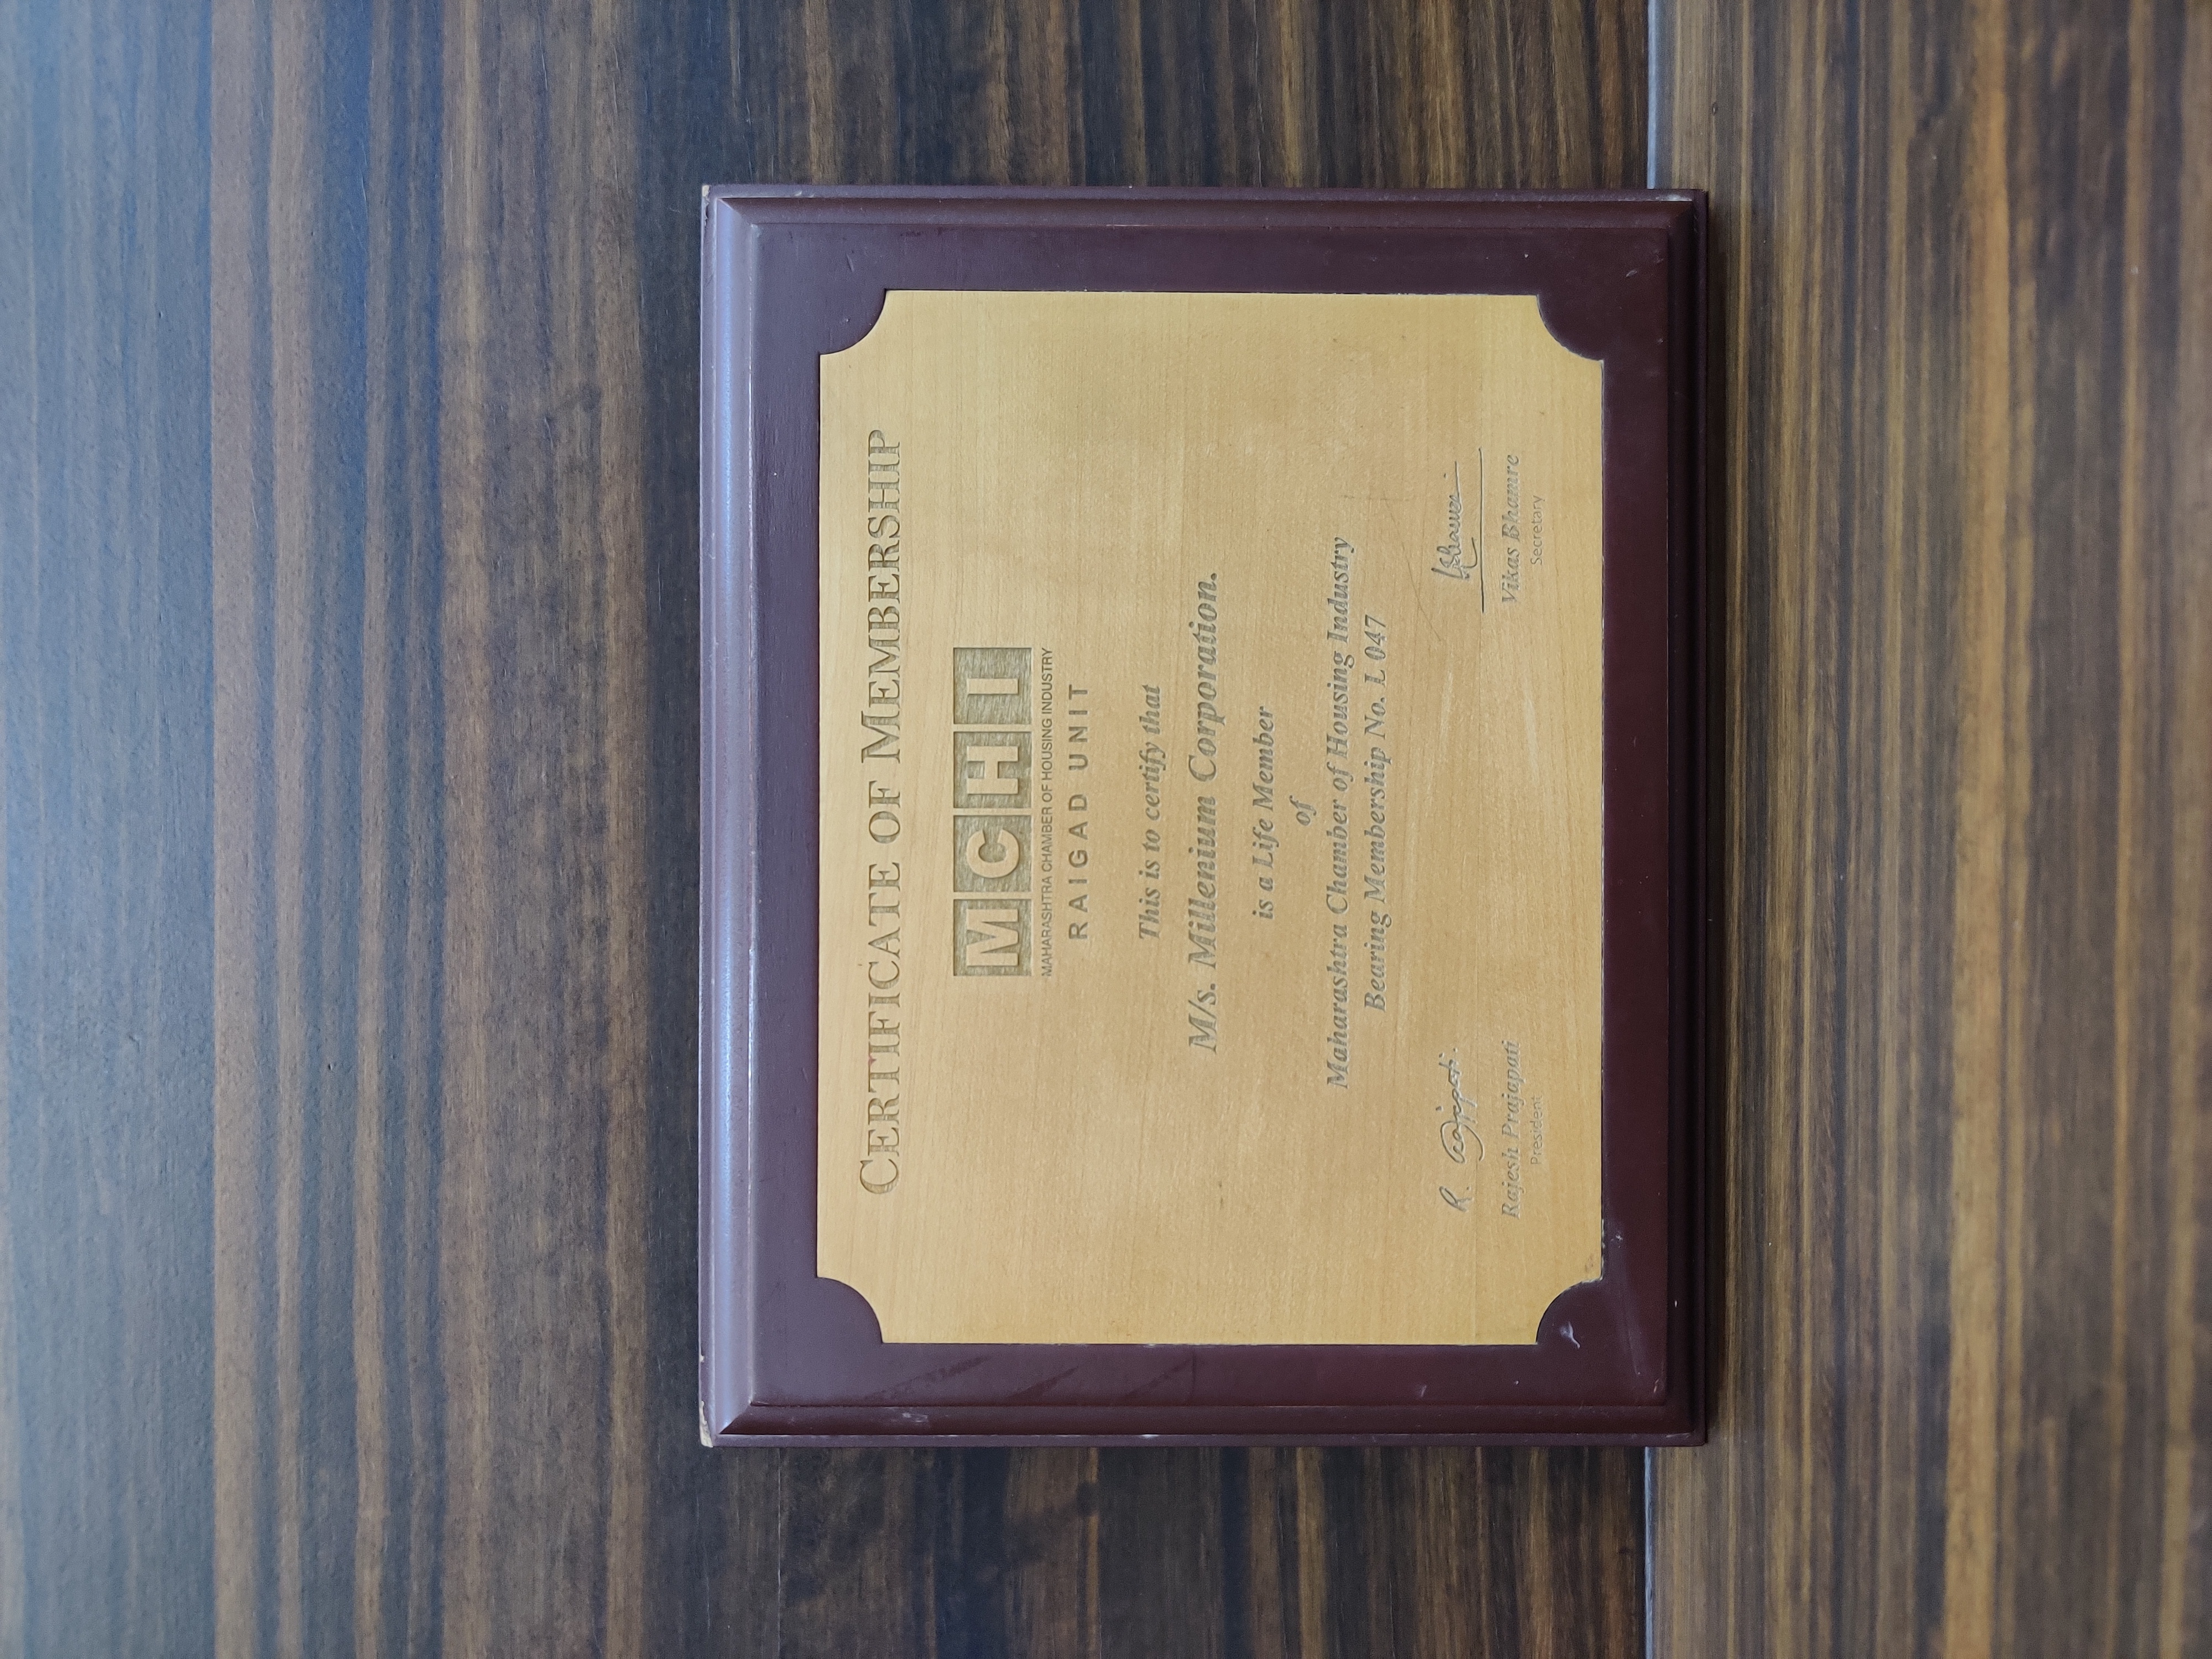 CERTIFICATE OF MEMBERSHIP
MCHI
MAHARASHTRA CHAMBER OF HOUSING INDUSTRY
RAIGAD UNIT
This is to certify that
M/s. Millenium Corporation.
is a Life Member
of
Maharashtra Chamber of Housing Industry
Bearing Membership No. L 047
Rajesh Prajapati
President
Vikas Bhamre
Secretary